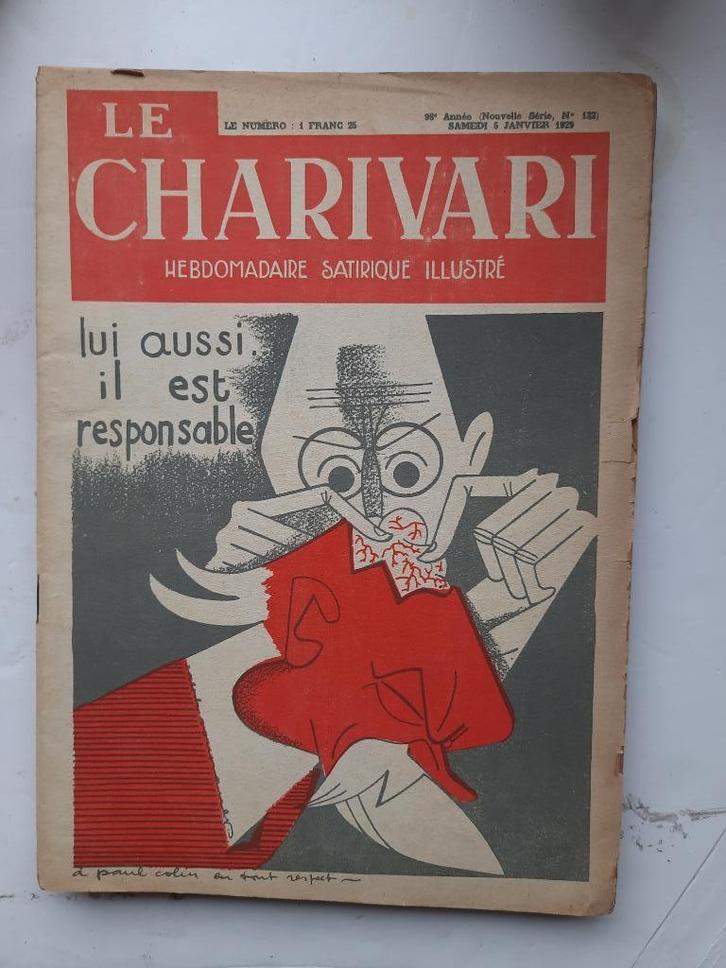 LE
LE NUMERO : 1 FRANC 25
98e Année (Nouvelle Série, N° 132)
SAMEDI 5 JANVIER 1929
CHARIVARI
HEBDOMADAIRE SATIRIQUE ILLUSTRÉ
lui aussi.
il est
responsable
à paul colin en tout respect